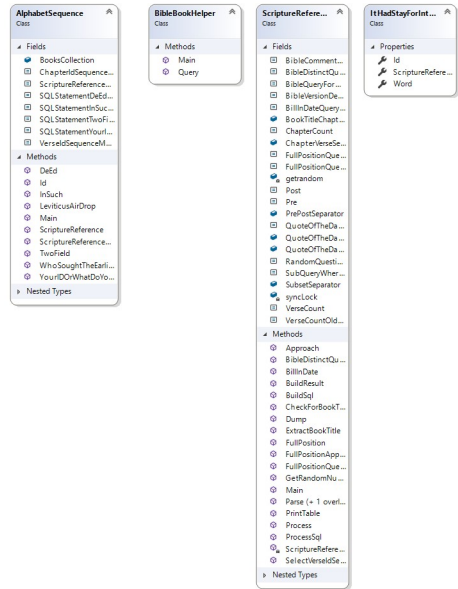 AlphabetSequence
Class
Fields
BooksCollection
ChapterIdSequence...
ScriptureReference...
SQLStatementDeEd...
SQLStatementInSuc...
SQLStatementTwoFi...
SQLStatementYourI...
VerseIdSequenceM...
Methods
DeEd
Id
InSuch
LeviticusAirDrop
Main
ScriptureReference
ScriptureReference...
TwoField
WhoSoughtTheEarli...
YourIDOrWhatDoYo...
Nested Types
BibleBookHelper
Class
Methods
Main
Query
ScriptureRefere...
Class
Fields
BibleComment...
BibleDistinctQu...
BibleQueryFor...
BibleVersionDe...
BillInDateQuery...
BookTitleChapt...
ChapterCount
ChapterVerseSe...
FullPositionQue...
FullPositionQue...
getrandom
Post
Pre
PrePostSeparator
QuoteOfTheDa...
QuoteOfTheDa...
QuoteOfTheDa...
RandomQuesti...
SubQueryWher...
SubsetSeparator
syncLock
VerseCount
VerseCountOld...
Methods
Approach
BibleDistinctQu...
BillInDate
BuildResult
BuildSql
CheckForBookT...
Dump
ExtractBookTitle
FullPosition
FullPositionApp...
FullPositionQue...
GetRandomNu...
Main
Parse (+ 1 overl...
PrintTable
Process
ProcessSql
ScriptureRefere...
SelectVerseIdSe...
Nested Types
ItHadStayForInt...
Class
Properties
Id
ScriptureRefere...
Word